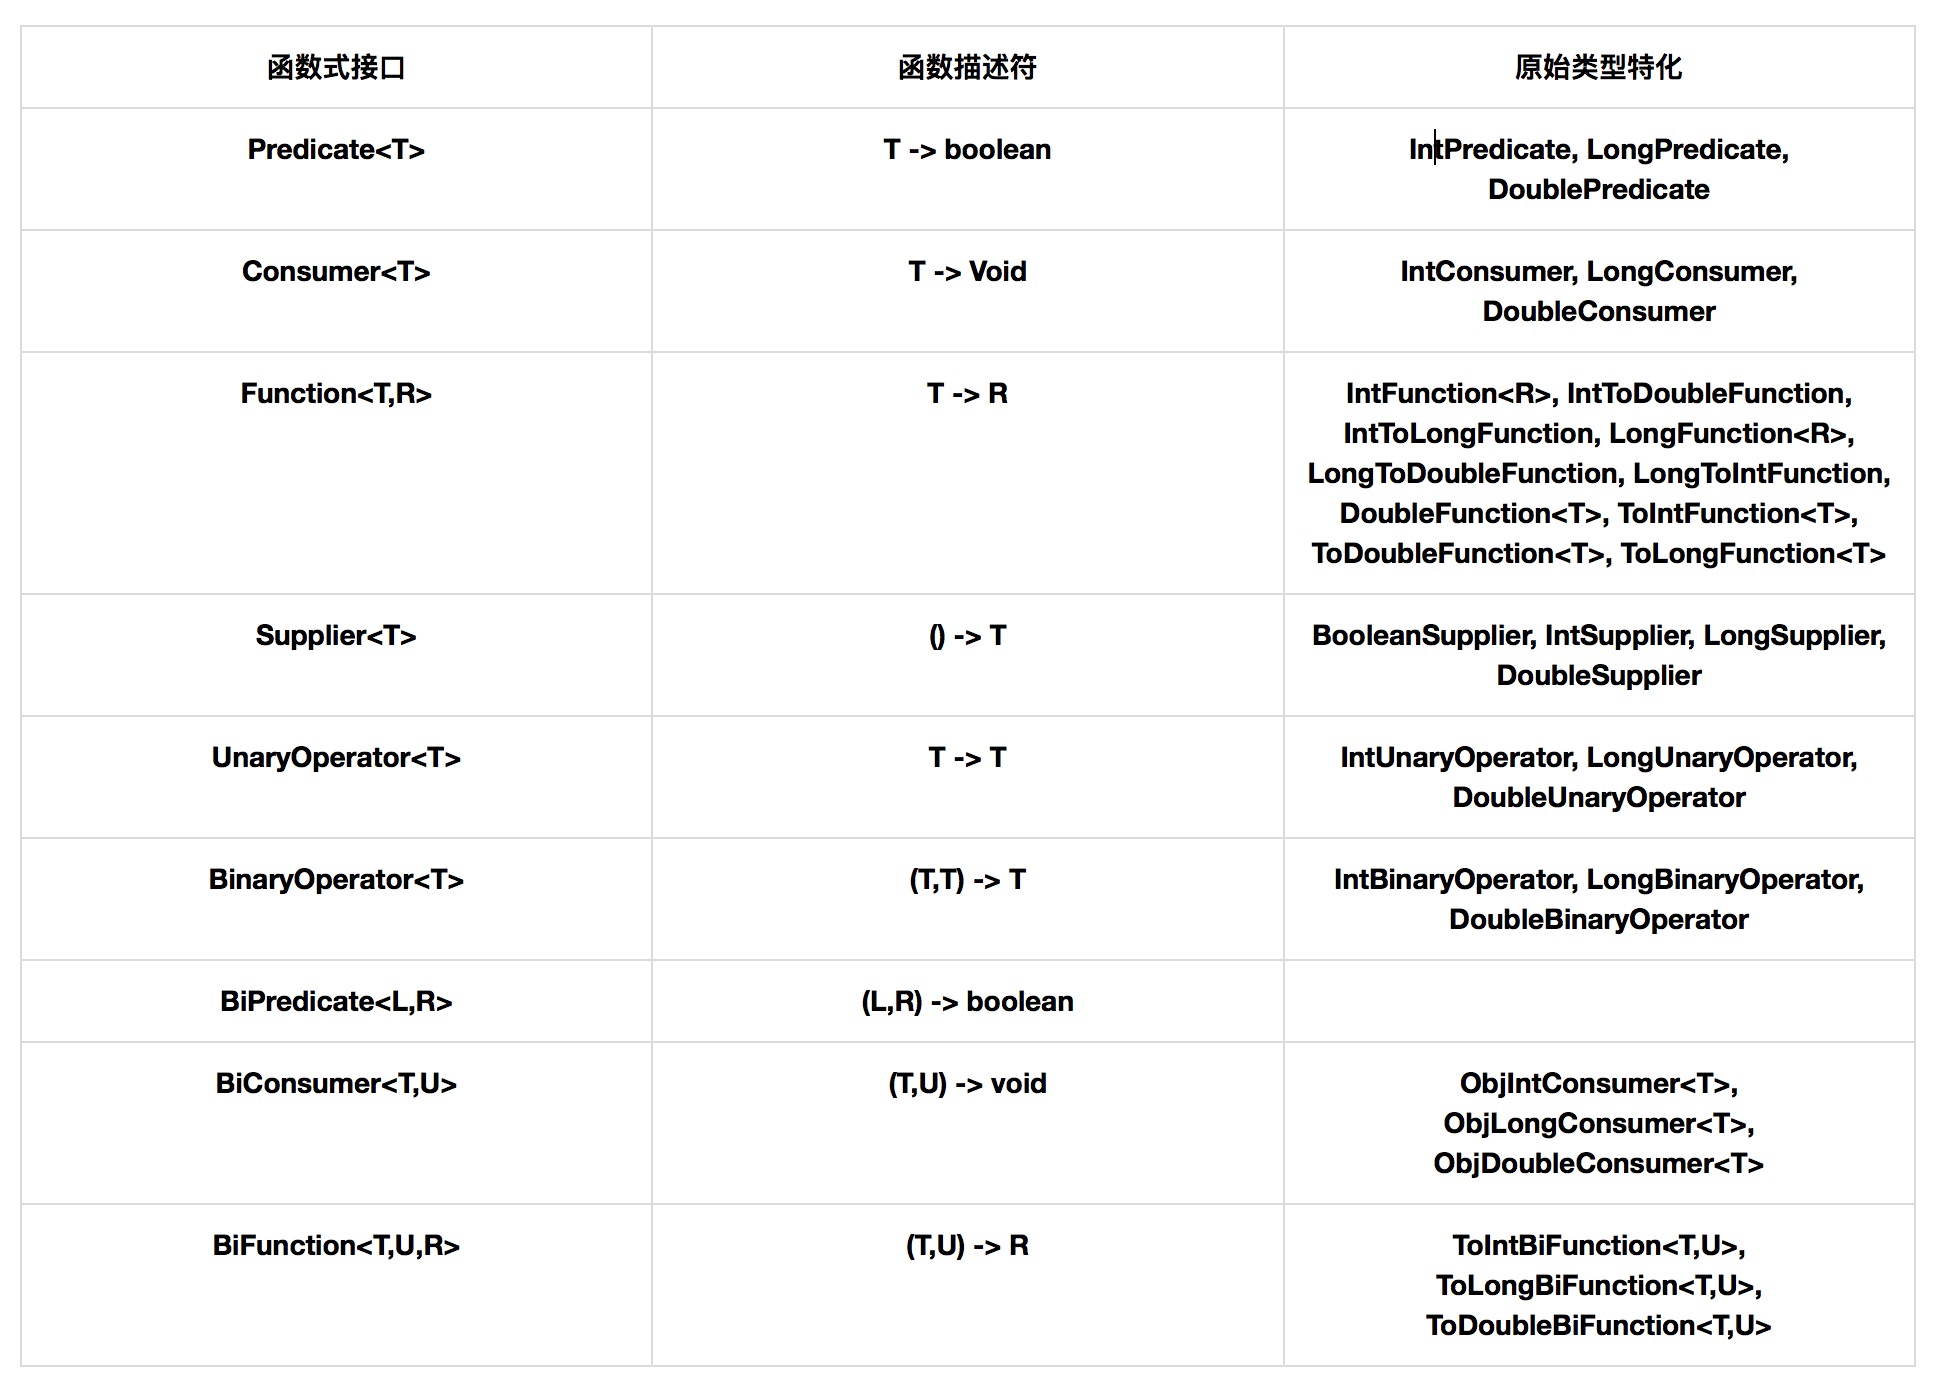 函数式接口 函数描述符 原始类型特化
Predicate<T> T -> boolean IntPredicate, LongPredicate,
DoublePredicate
Consumer<T> T -> Void IntConsumer, LongConsumer,
DoubleConsumer
Function<T,R> T -> R IntFunction<R>, IntToDoubleFunction,
IntToLongFunction, LongFunction<R>,
LongToDoubleFunction, LongToIntFunction,
DoubleFunction<T>, ToIntFunction<T>,
ToDoubleFunction<T>, ToLongFunction<T>
Supplier<T> () -> T BooleanSupplier, IntSupplier, LongSupplier,
DoubleSupplier
UnaryOperator<T> T -> T IntUnaryOperator, LongUnaryOperator,
DoubleUnaryOperator
BinaryOperator<T> (T,T) -> T IntBinaryOperator, LongBinaryOperator,
DoubleBinaryOperator
BiPredicate<L,R> (L,R) -> boolean
BiConsumer<T,U> (T,U) -> void ObjIntConsumer<T>,
ObjLongConsumer<T>,
ObjDoubleConsumer<T>
BiFunction<T,U,R> (T,U) -> R ToIntBiFunction<T,U>,
ToLongBiFunction<T,U>,
ToDoubleBiFunction<T,U>